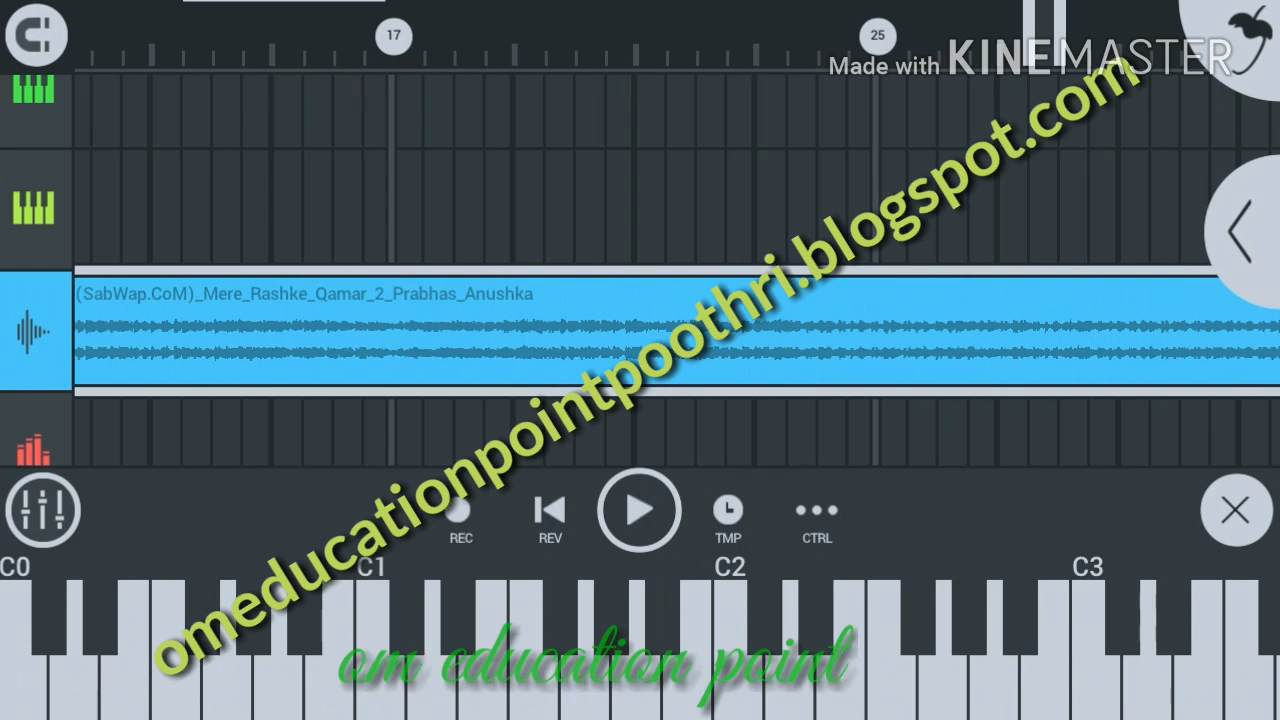 17
25
Made with KINEMASTER
omeducationpointpoothri.blogspot.com
(SabWap.CoM)_Mere_Rashke_Qamar_2_Prabhas_Anushka
REC
REV
TMP
CTRL
C0
C1
C2
C3
om education point